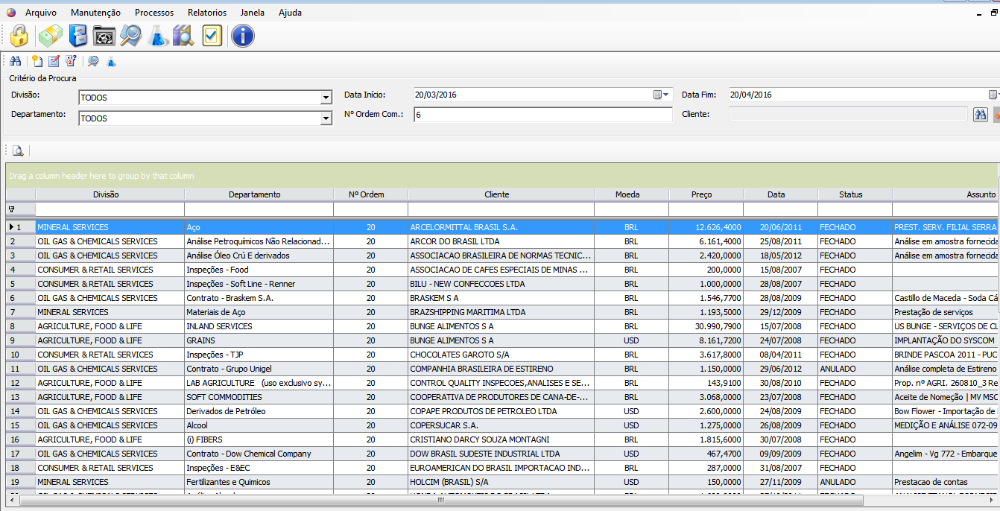 Arquivo Manutenção Processos Relatorios Janela Ajuda
Critério da Procura
Divisão: TODOS Data Início: 20/03/2016 Data Fim: 20/04/2016
Departamento: TODOS Nº Ordem Com.: 6 Cliente:
Drag a column header here to group by that column
Divisão Departamento Nº Ordem Cliente Moeda Preço Data Status Assunto
1 MINERAL SERVICES Aço 20 ARCELORMITTAL BRASIL S.A. BRL 12.626,4000 20/06/2011 FECHADO PREST. SERV. FILIAL SERRA
2 OIL GAS & CHEMICALS SERVICES Análise Petroquímicos Não Relacionad... 20 ARCOR DO BRASIL LTDA BRL 6.161,4000 25/08/2011 FECHADO Análise em amostra fornecida
3 OIL GAS & CHEMICALS SERVICES Análise Óleo Crú E derivados 20 ASSOCIACAO BRASILEIRA DE NORMAS TECNIC... BRL 2.420,0000 18/05/2012 FECHADO Análise em amostra fornecida
4 CONSUMER & RETAIL SERVICES Inspeções - Food 20 ASSOCIACAO DE CAFES ESPECIAIS DE MINAS ... BRL 200,0000 15/08/2007 FECHADO
5 CONSUMER & RETAIL SERVICES Inspeções - Soft Line - Renner 20 BILU - NEW CONFECCOES LTDA BRL 1.000,0000 28/08/2007 FECHADO
6 OIL GAS & CHEMICALS SERVICES Contrato - Braskem S.A. 20 BRASKEM S A BRL 1.546,7700 28/08/2009 FECHADO Castillo de Maceda - Soda Cá
7 MINERAL SERVICES Materiais de Aço 20 BRAZSHIPPING MARITIMA LTDA BRL 1.193,5000 29/12/2009 FECHADO Prestação de serviços
8 AGRICULTURE, FOOD & LIFE INLAND SERVICES 20 BUNGE ALIMENTOS S A BRL 30.990,7900 15/07/2008 FECHADO US BUNGE - SERVIÇOS DE CL
9 AGRICULTURE, FOOD & LIFE GRAINS 20 BUNGE ALIMENTOS S A USD 8.161,7200 24/07/2008 FECHADO IMPLANTAÇÃO DO SYSCOM
10 CONSUMER & RETAIL SERVICES Inspeções - TJP 20 CHOCOLATES GAROTO S/A BRL 3.617,8000 08/04/2011 FECHADO BRINDE PASCOA 2011 - PUC
11 OIL GAS & CHEMICALS SERVICES Contrato - Grupo Unigel 20 COMPANHIA BRASILEIRA DE ESTIRENO BRL 1.150,0000 29/06/2012 ANULADO Análise completa de Estireno
12 AGRICULTURE, FOOD & LIFE LAB AGRICULTURE (uso exclusivo sy... 20 CONTROL QUALITY INSPECOES,ANALISES E SE... BRL 143,9100 30/08/2010 FECHADO Prop. nº AGRI. 260810_3 Re
13 AGRICULTURE, FOOD & LIFE SOFT COMMODITIES 20 COOPERATIVA DE PRODUTORES DE CANA-DE-... BRL 3.068,0000 23/07/2008 FECHADO Aceite de Nomeção | MV MSC
14 OIL GAS & CHEMICALS SERVICES Derivados de Petróleo 20 COPAPE PRODUTOS DE PETROLEO LTDA USD 2.600,0000 24/08/2009 FECHADO Bow Flower - Importação de
15 OIL GAS & CHEMICALS SERVICES Alcool 20 COPERSUCAR S.A. USD 1.275,0000 26/08/2009 FECHADO MEDIÇÃO E ANÁLISE 072-09
16 AGRICULTURE, FOOD & LIFE (i) FIBERS 20 CRISTIANO DARCY SOUZA MONTAGNI BRL 1.815,6000 30/07/2008 FECHADO
17 OIL GAS & CHEMICALS SERVICES Contrato - Dow Chemical Company 20 DOW BRASIL SUDESTE INDUSTRIAL LTDA USD 467,4700 09/09/2009 FECHADO Angelim - Vg 772 - Embarque
18 CONSUMER & RETAIL SERVICES Inspeções - E&EC 20 EUROAMERICAN DO BRASIL IMPORTACAO IND... BRL 287,0000 31/08/2007 FECHADO
19 MINERAL SERVICES Fertilizantes e Quimicos 20 HOLCIM (BRASIL) S/A USD 150,0000 27/11/2009 ANULADO Prestacao de contas